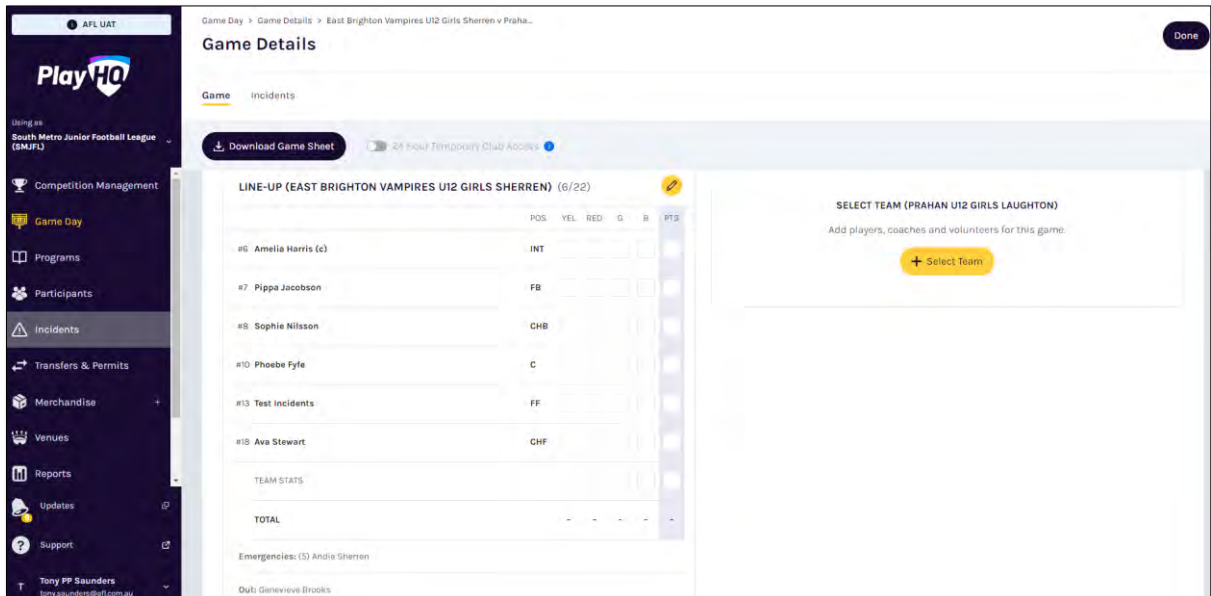 AFL UAT
PlayHQ
Using as
South Metro Junior Football League
(SMJFL)
Competition Management
Game Day
Programs
Participants
Incidents
Transfers & Permits
Merchandise +
Venues
Reports
Updates
Support
T Tony PP Saunders
tony.saunders@afl.com.au
Game Day > Game Details > East Brighton Vampires U12 Girls Sherren v Praha...
Game Details
Done
Game Incidents
Download Game Sheet 24 Hour Temporary Club Access
LINE-UP (EAST BRIGHTON VAMPIRES U12 GIRLS SHERREN) (6/22)
POS YEL RED G B PTS
#6 Amelia Harris (c) INT
#7 Pippa Jacobson FB
#8 Sophie Nilsson CHB
#10 Phoebe Fyfe C
#13 Test Incidents FF
#18 Ava Stewart CHF
TEAM STATS
TOTAL - - - - -
Emergencies: (5) Andie Sherren
Out: Genevieve Brooks
SELECT TEAM (PRAHAN U12 GIRLS LAUGHTON)
Add players, coaches and volunteers for this game.
+ Select Team